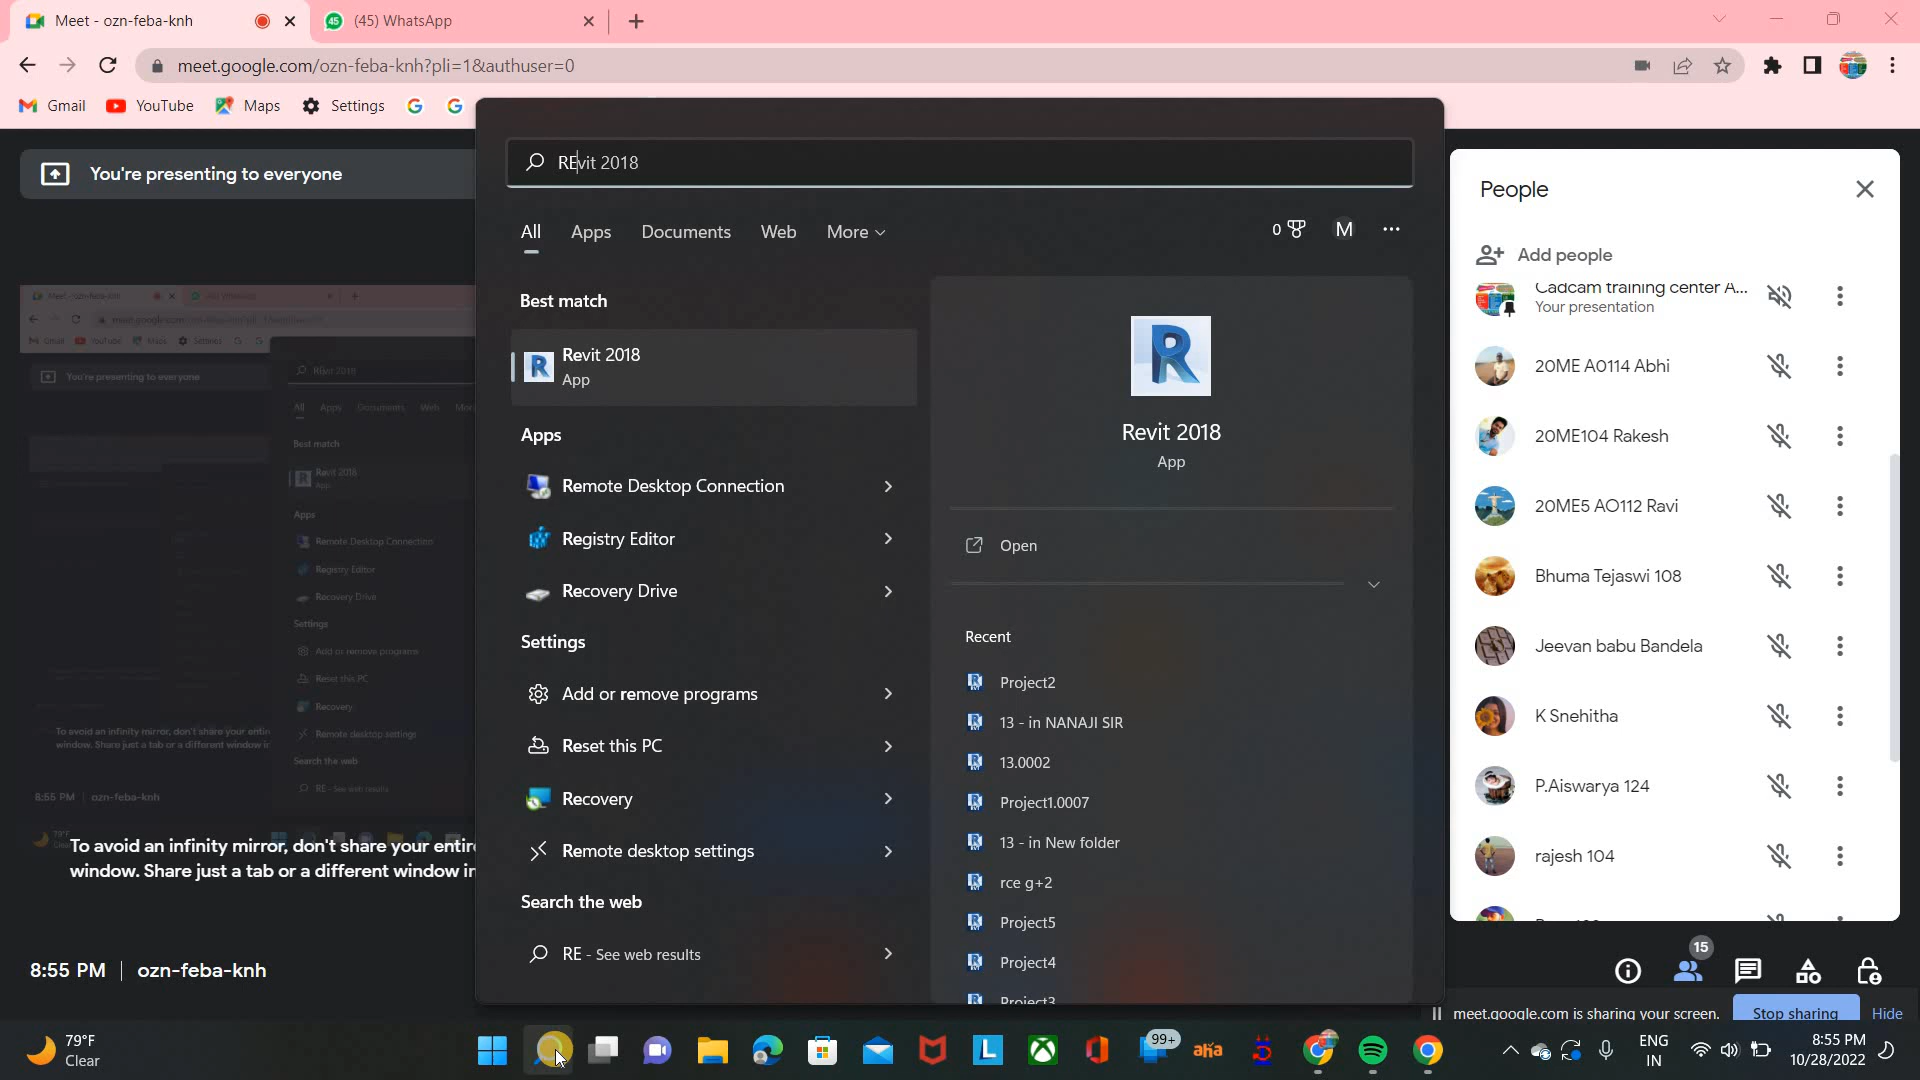 Meet - ozn-feba-knh
45
(45) WhatsApp
meet.google.com/ozn-feba-knh?pli=1&authuser=0
Gmail
YouTube
Maps
Settings
You're presenting to everyone
REvit 2018
All
Apps
Documents
Web
More
0
M
Best match
Revit 2018
App
Apps
Remote Desktop Connection
Registry Editor
Recovery Drive
Settings
Add or remove programs
Reset this PC
Recovery
Remote desktop settings
Search the web
RE - See web results
Revit 2018
App
Open
Recent
Project2
13 - in NANAJI SIR
13.0002
Project1.0007
13 - in New folder
rce g+2
Project5
Project4
Project3
People
Add people
Cadcam training center A...
Your presentation
20ME A0114 Abhi
20ME104 Rakesh
20ME5 AO112 Ravi
Bhuma Tejaswi 108
Jeevan babu Bandela
K Snehitha
P.Aiswarya 124
rajesh 104
To avoid an infinity mirror, don't share your entire
window. Share just a tab or a different window in
8:55 PM | ozn-feba-knh
15
meet.google.com is sharing your screen.
Stop sharing
Hide
79°F
Clear
99+
aha
ENG
IN
8:55 PM
10/28/2022